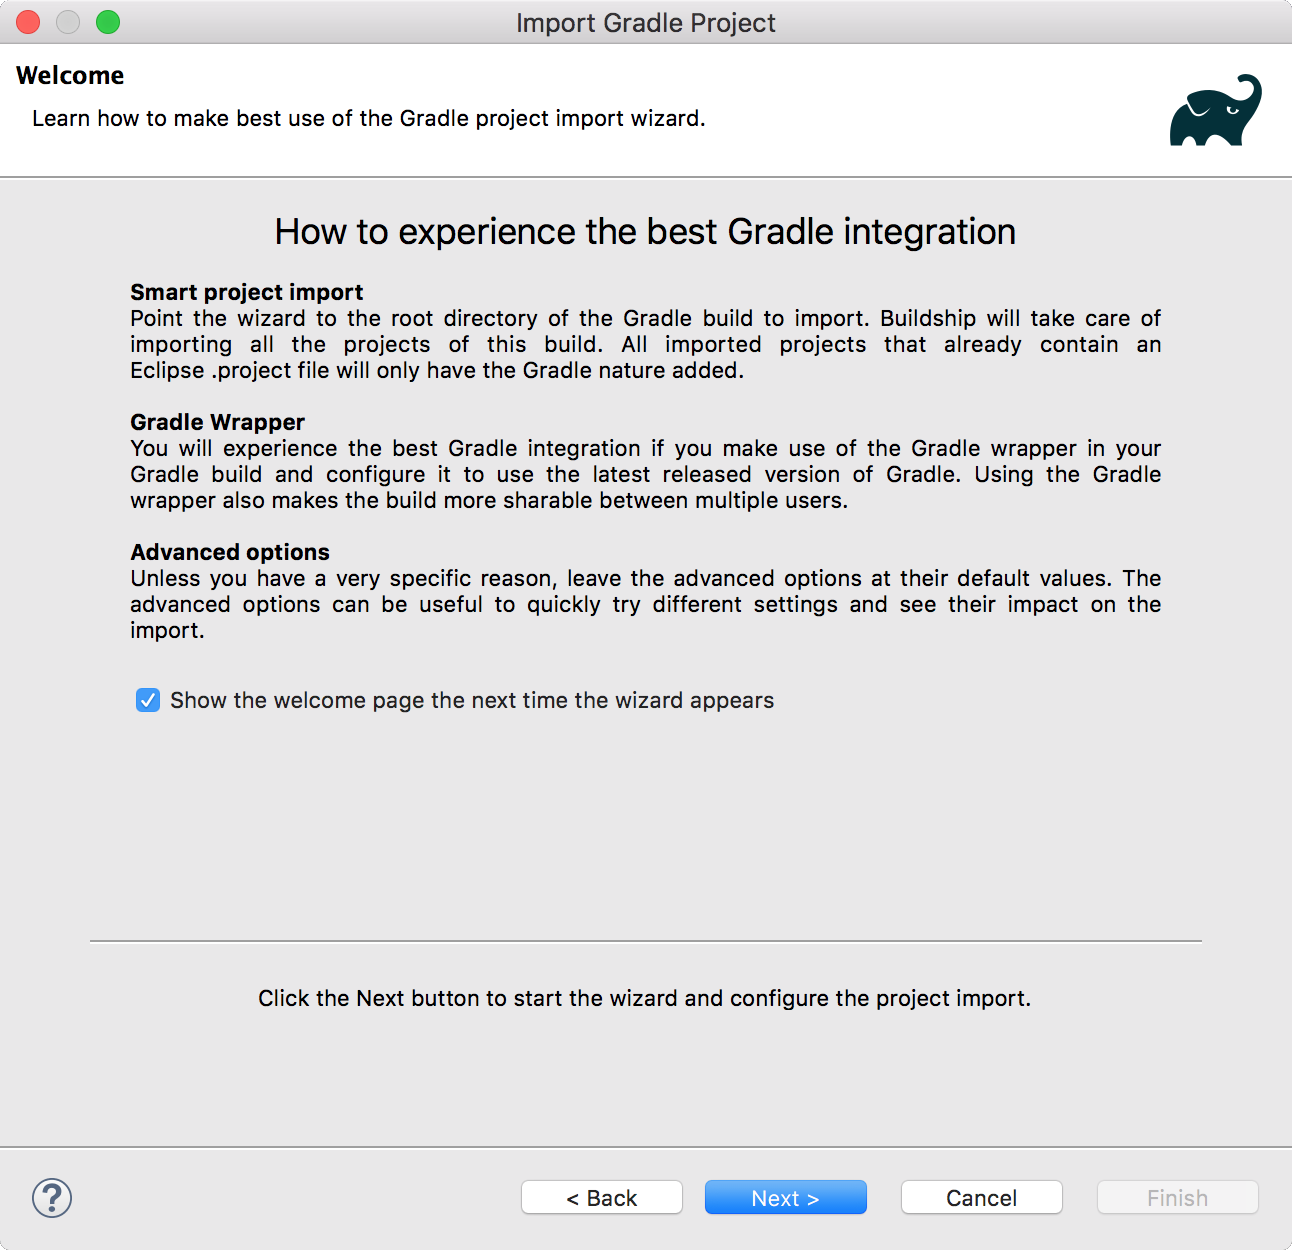 Import Gradle Project
Welcome
Learn how to make best use of the Gradle project import wizard.
How to experience the best Gradle integration
Smart project import
Point the wizard to the root directory of the Gradle build to import. Buildship will take care of
importing all the projects of this build. All imported projects that already contain an
Eclipse .project file will only have the Gradle nature added.
Gradle Wrapper
You will experience the best Gradle integration if you make use of the Gradle wrapper in your
Gradle build and configure it to use the latest released version of Gradle. Using the Gradle
wrapper also makes the build more sharable between multiple users.
Advanced options
Unless you have a very specific reason, leave the advanced options at their default values. The
advanced options can be useful to quickly try different settings and see their impact on the
import.
Show the welcome page the next time the wizard appears
Click the Next button to start the wizard and configure the project import.
? < Back Next > Cancel Finish